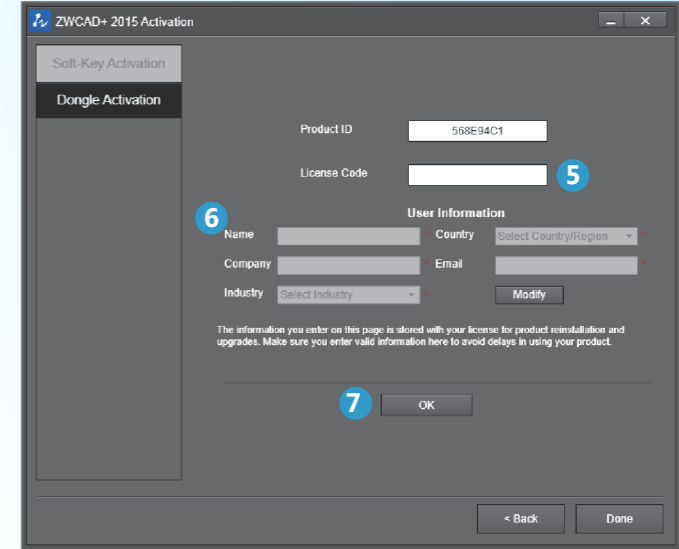 ZWCAD+ 2015 Activation
Soft-Key Activation
Dongle Activation
Product ID 568E94C1
License Code 5
User Information
6
Name * Country Select Country/Region *
Company * Email *
Industry Select Industry * Modify
The information you enter on this page is stored with your license for product reinstallation and
upgrades. Make sure you enter valid information here to avoid delays in using your product.
7 OK
< Back Done